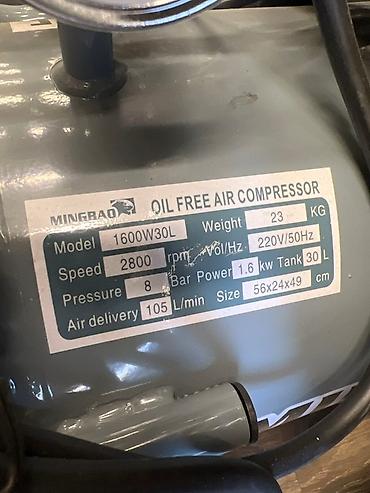 MINGBAO OIL FREE AIR COMPRESSOR
Model 1600W30L Weight 23 KG
Speed 2800 rpm Vol/Hz 220V/50Hz
Pressure 8 Bar Power 1.6 kw Tank 30 L
Air delivery 105 L/min Size 56x24x49 cm